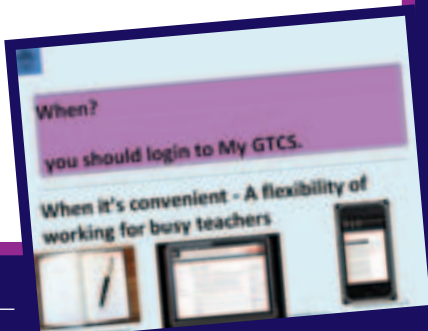 When?
you should login to My GTCS.
When it's convenient - A flexibility of
working for busy teachers